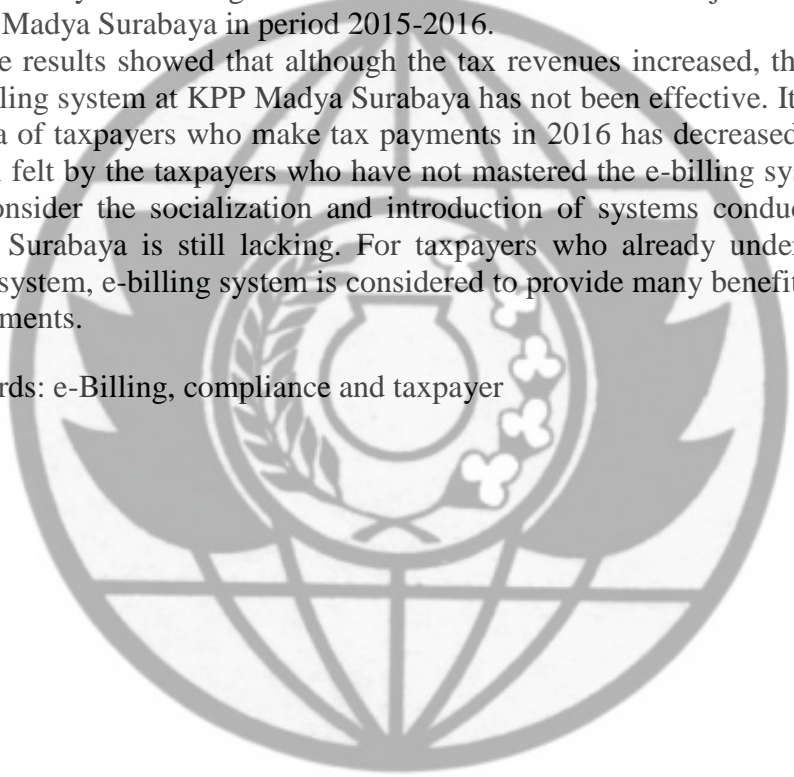 Madya Surabaya in period 2015-2016.
e results showed that although the tax revenues increased, th
lling system at KPP Madya Surabaya has not been effective. It
a of taxpayers who make tax payments in 2016 has decreased
felt by the taxpayers who have not mastered the e-billing sy
onsider the socialization and introduction of systems conduc
Surabaya is still lacking. For taxpayers who already under
system, e-billing system is considered to provide many benefit
ments.
rds: e-Billing, compliance and taxpayer